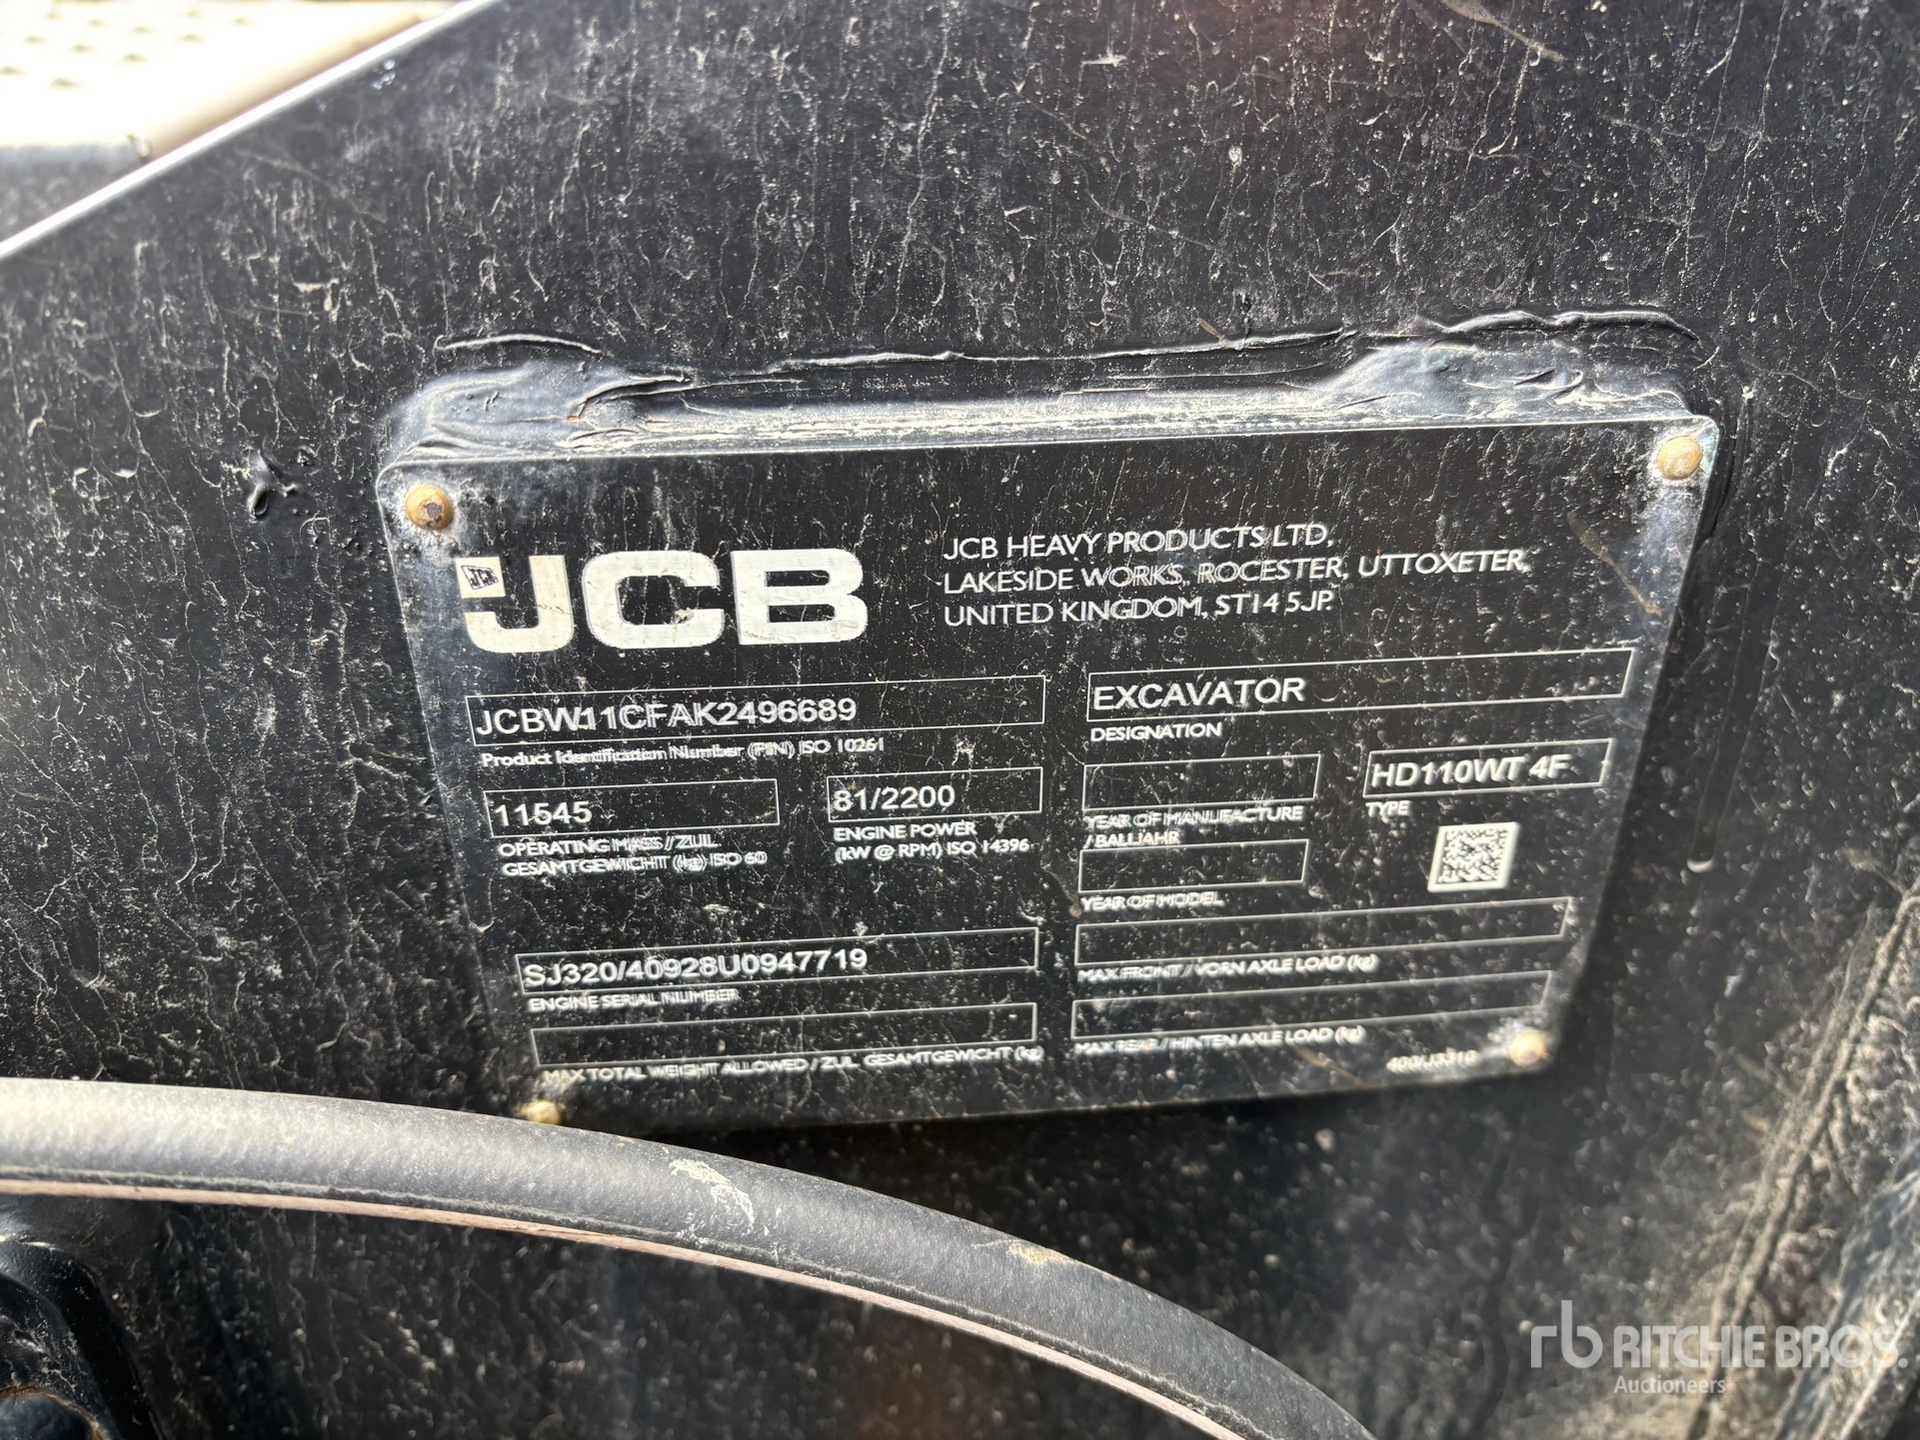 JCB
JCB
JCB HEAVY PRODUCTS LTD,
LAKESIDE WORKS, ROCESTER, UTTOXETER,
UNITED KINGDOM, ST14 5JP.
JCBW11CFAK2496689
Product Identification Number (PIN) ISO 10261
EXCAVATOR
DESIGNATION
11545
OPERATING MASS / ZUL
GESAMTGEWICHT (kg) ISO 60
81/2200
ENGINE POWER
(kW @ RPM) ISO 14396
YEAR OF MANUFACTURE
/ BAUJAHR
HD110WT 4F
TYPE
YEAR OF MODEL
SJ320/40928U0947719
ENGINE SERIAL NUMBER
MAX FRONT / VORN AXLE LOAD (kg)
MAX TOTAL WEIGHT ALLOWED / ZUL GESAMTGEWICHT (kg)
MAX REAR / HINTEN AXLE LOAD (kg)
rb RITCHIE BROS.
Auctioneers